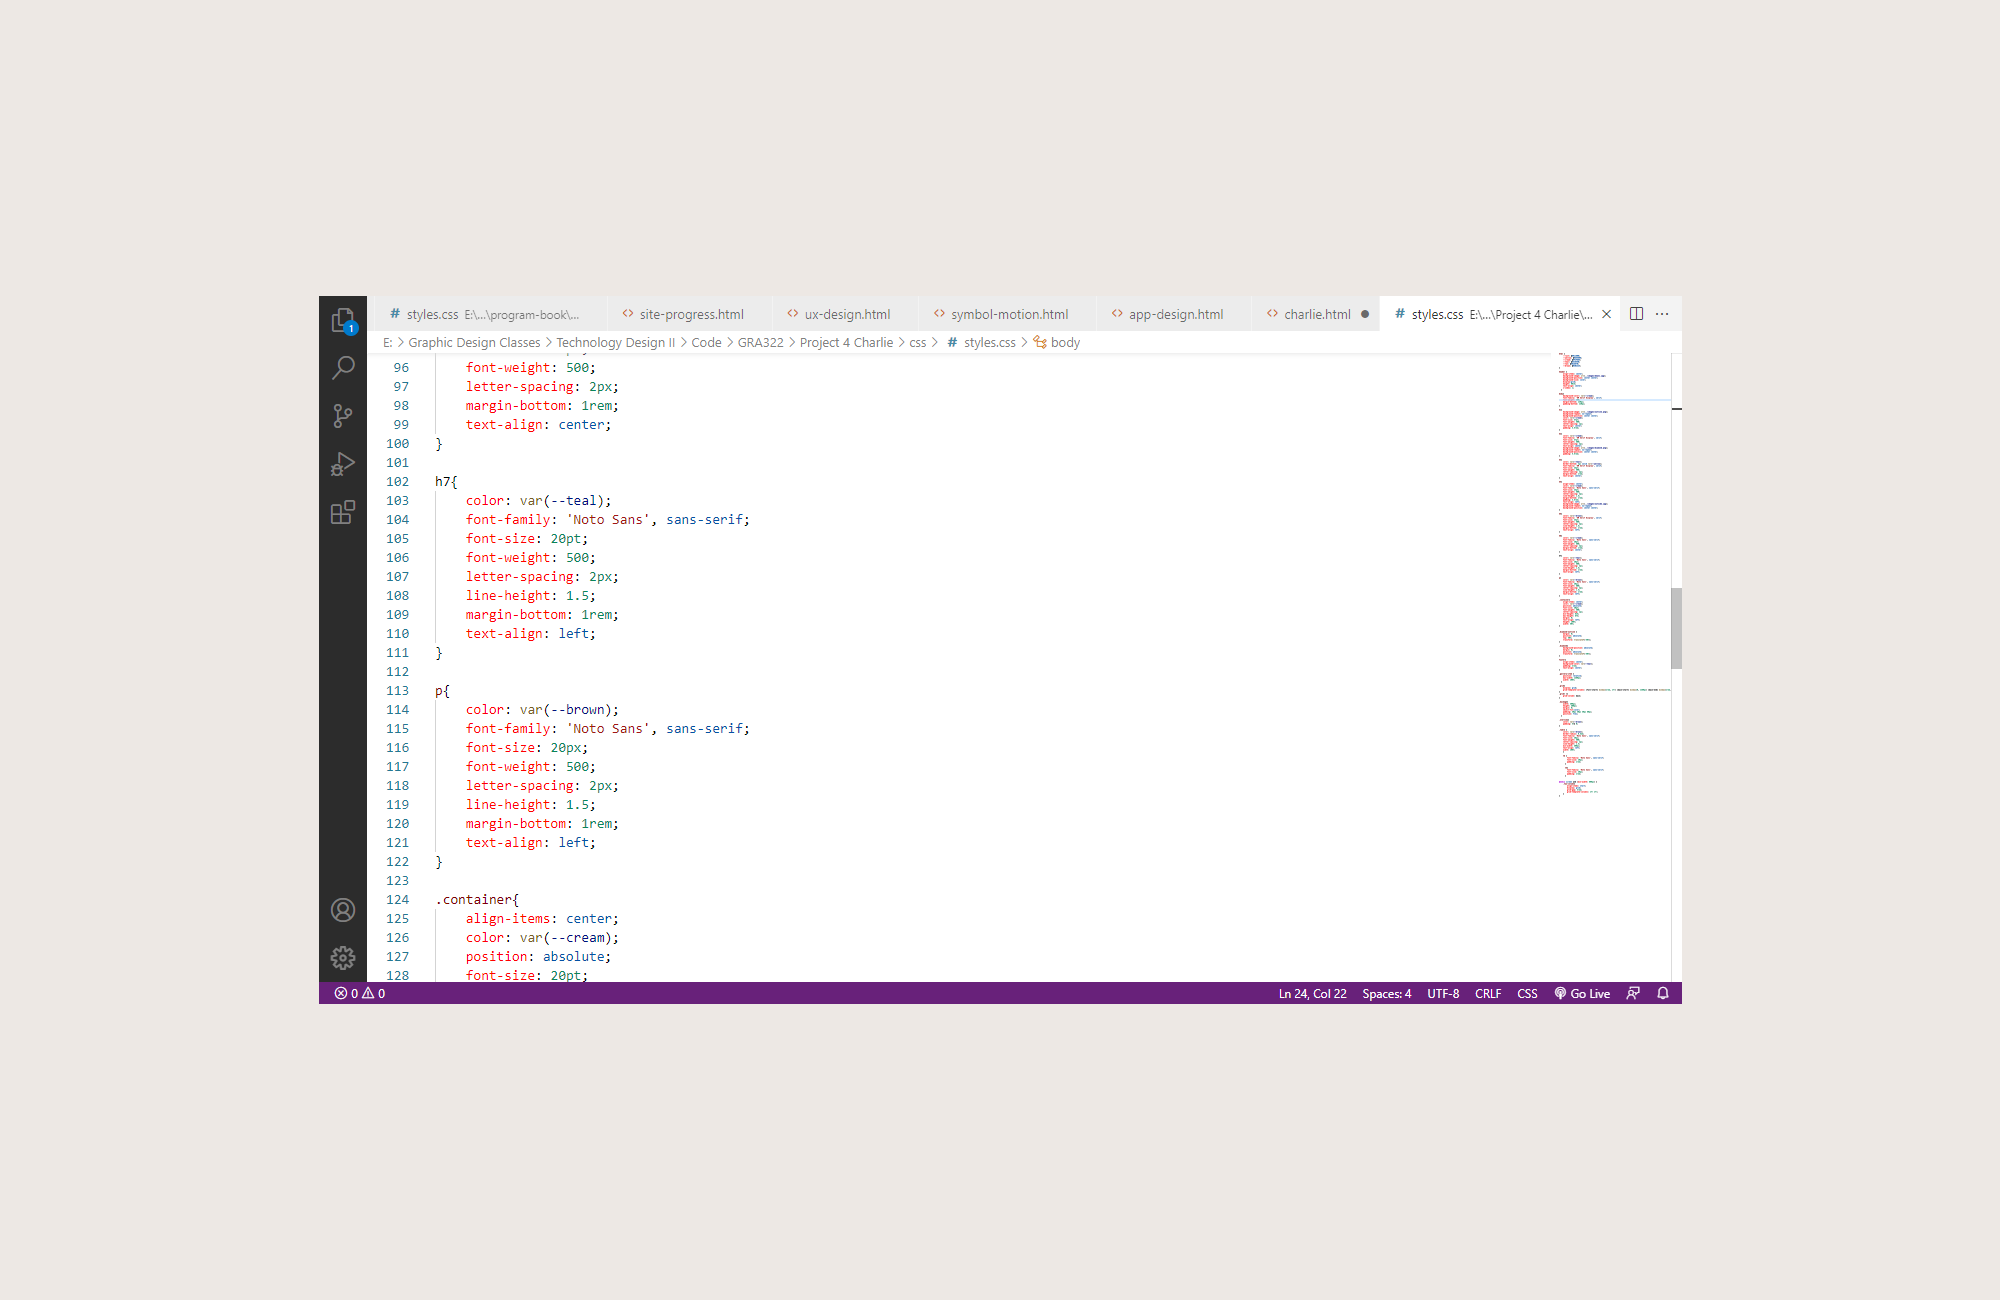 # styles.css E:\...\program-book\... <> site-progress.html <> ux-design.html <> symbol-motion.html <> app-design.html <> charlie.html ● # styles.css E:\...\Project 4 Charlie\...
1
E: > Graphic Design Classes > Technology Design II > Code > GRA322 > Project 4 Charlie > css > # styles.css > body
96 font-weight: 500;
97 letter-spacing: 2px;
98 margin-bottom: 1rem;
99 text-align: center;
100 }
101
102 h7{
103 color: var(--teal);
104 font-family: 'Noto Sans', sans-serif;
105 font-size: 20pt;
106 font-weight: 500;
107 letter-spacing: 2px;
108 line-height: 1.5;
109 margin-bottom: 1rem;
110 text-align: left;
111 }
112
113 p{
114 color: var(--brown);
115 font-family: 'Noto Sans', sans-serif;
116 font-size: 20px;
117 font-weight: 500;
118 letter-spacing: 2px;
119 line-height: 1.5;
120 margin-bottom: 1rem;
121 text-align: left;
122 }
123
124 .container{
125 align-items: center;
126 color: var(--cream);
127 position: absolute;
128 font-size: 20pt;
0 0 Ln 24, Col 22 Spaces: 4 UTF-8 CRLF CSS Go Live